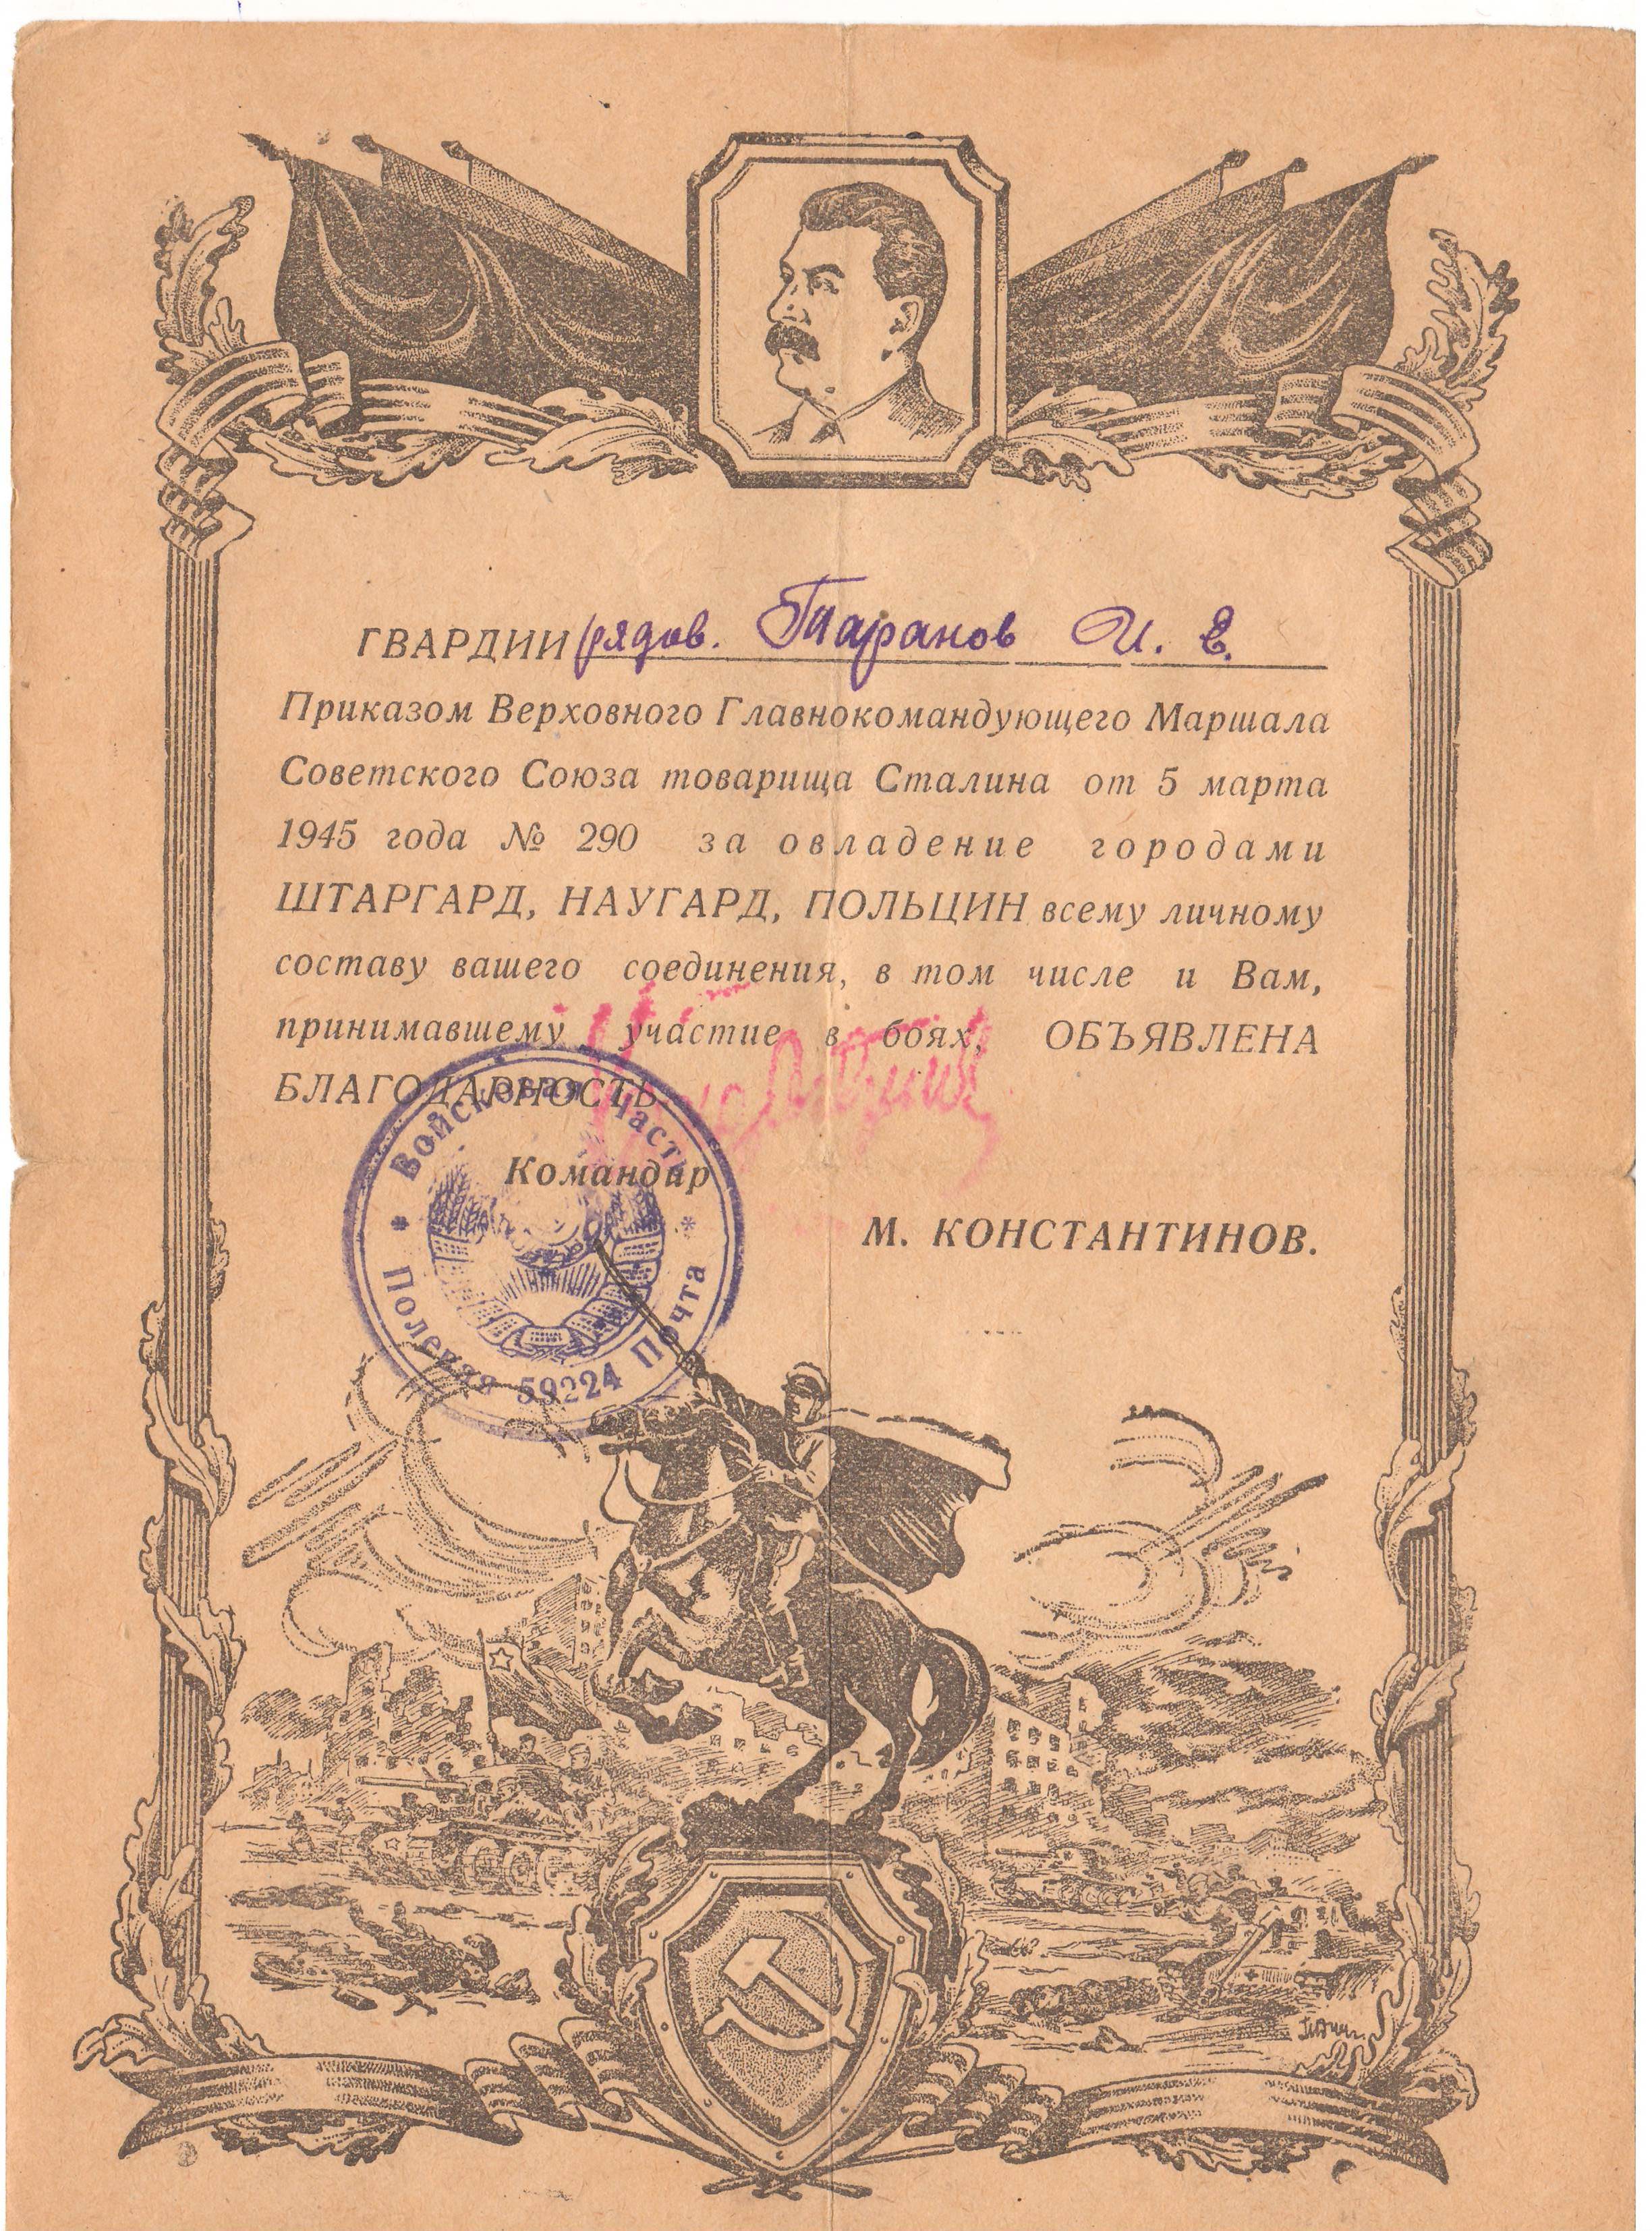 ГВАРДИИ рядов. Таранов И. Е.
Приказом Верховного Главнокомандующего Маршала
Советского Союза товарища Сталина от 5 марта
1945 года № 290 за овладение городами
ШТАРГАРД, НАУГАРД, ПОЛЬЦИН всему личному
составу вашего соединения, в том числе и Вам,
принимавшему участие в боях, ОБЪЯВЛЕНА
БЛАГОДАРНОСТЬ.
Командир
М. КОНСТАНТИНОВ.
Войсковая часть
Полевая 59224 Почта